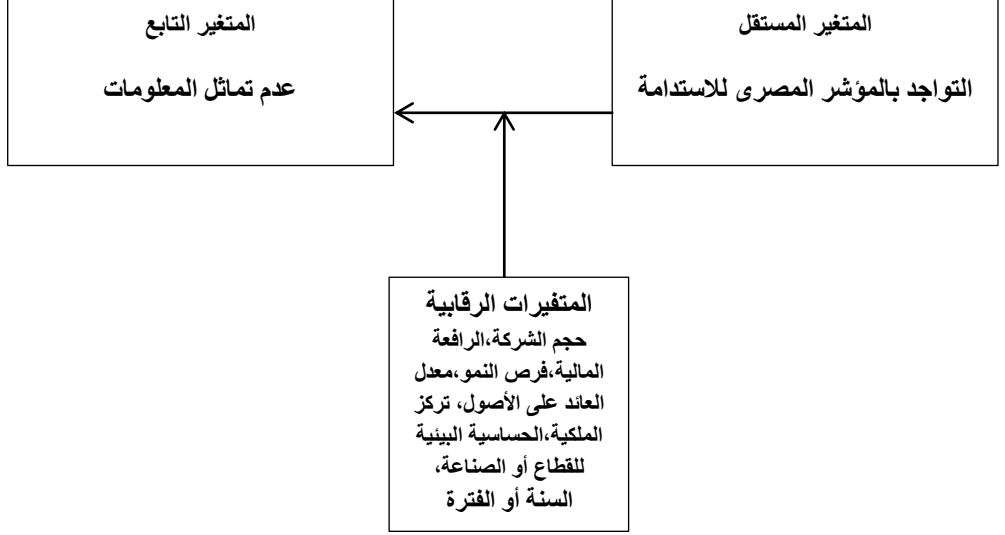 المتغير المستقل
التواجد بالمؤشر المصرى للاستدامة
المتغير التابع
عدم تماثل المعلومات
المتغيرات الرقابية
حجم الشركة،الرافعة
المالية،فرص النمو،معدل
العائد على الأصول، تركز
الملكية،الحساسية البيئية
للقطاع أو الصناعة،
السنة أو الفترة